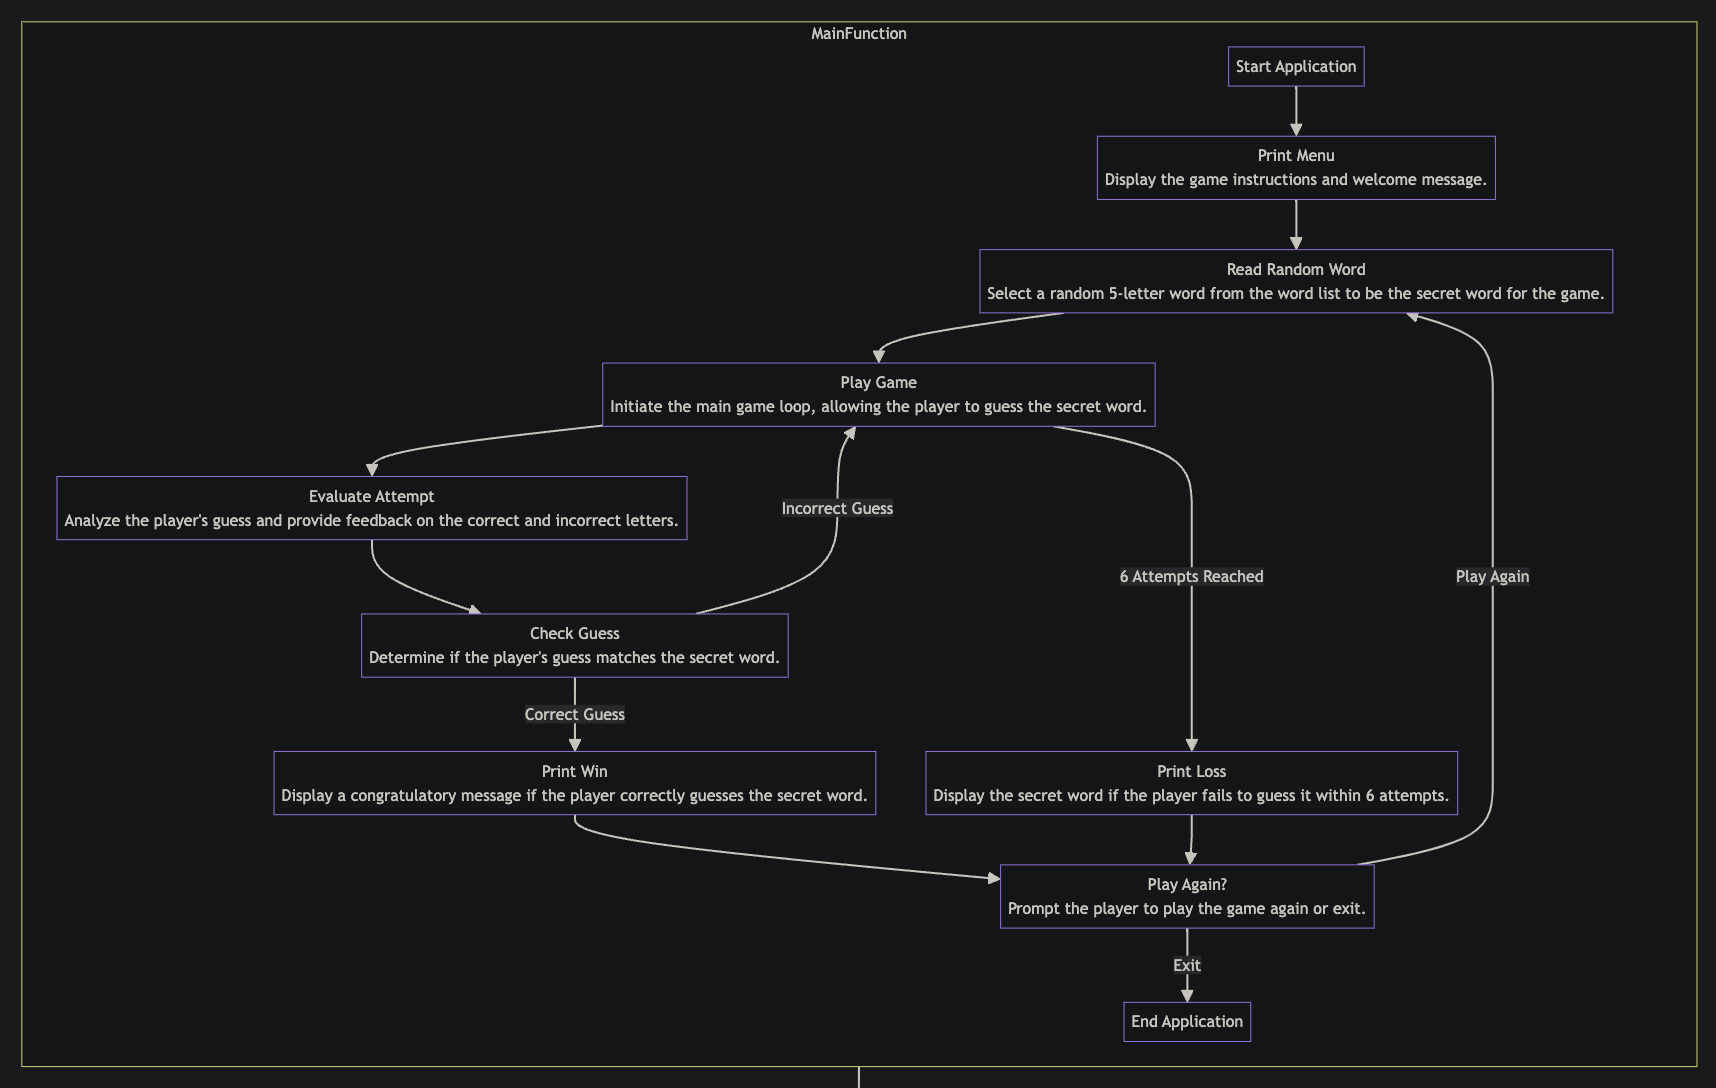 MainFunction
Start Application
Print Menu
Display the game instructions and welcome message.
Read Random Word
Select a random 5-letter word from the word list to be the secret word for the game.
Play Game
Initiate the main game loop, allowing the player to guess the secret word.
Evaluate Attempt
Analyze the player's guess and provide feedback on the correct and incorrect letters.
Incorrect Guess
6 Attempts Reached
Play Again
Check Guess
Determine if the player's guess matches the secret word.
Correct Guess
Print Win
Display a congratulatory message if the player correctly guesses the secret word.
Print Loss
Display the secret word if the player fails to guess it within 6 attempts.
Play Again?
Prompt the player to play the game again or exit.
Exit
End Application